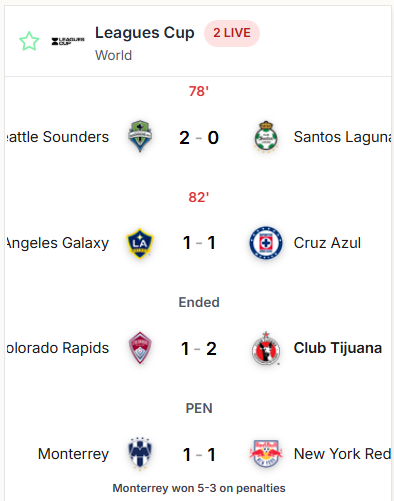 LEAGUES CUP
Leagues Cup 2 LIVE
World
78'
eattle Sounders 2 - 0 Santos Laguna
82'
Angeles Galaxy 1 - 1 Cruz Azul
Ended
olorado Rapids 1 - 2 Club Tijuana
PEN
Monterrey 1 - 1 New York Red
Monterrey won 5-3 on penalties